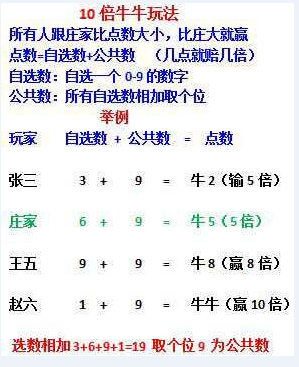 10 倍牛牛玩法
所有人跟庄家比点数大小，比庄大就赢
点数=自选数+公共数 （几点就赔几倍）
自选数：自选一个 0-9 的数字
公共数：所有自选数相加取个位
举例
玩家 自选数 + 公共数 = 点数
张三 3 + 9 = 牛 2（输 5 倍）
庄家 6 + 9 = 牛 5（5 倍）
王五 9 + 9 = 牛 8（赢 8 倍）
赵六 1 + 9 = 牛牛（赢 10 倍）
选数相加 3+6+9+1=19 取个位 9 为公共数